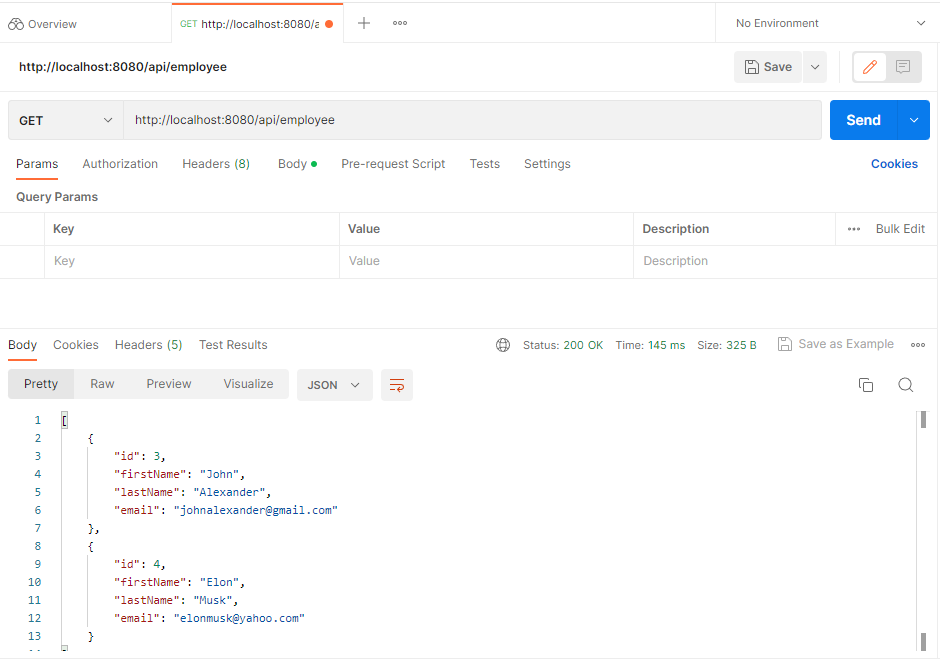 Overview
GET http://localhost:8080/a
No Environment
http://localhost:8080/api/employee
Save
GET http://localhost:8080/api/employee Send
Params Authorization Headers (8) Body Pre-request Script Tests Settings Cookies
Query Params
Key Value Description Bulk Edit
Key Value Description
Body Cookies Headers (5) Test Results Status: 200 OK Time: 145 ms Size: 325 B Save as Example
Pretty Raw Preview Visualize JSON
1 [
2 {
3 "id": 3,
4 "firstName": "John",
5 "lastName": "Alexander",
6 "email": "johnalexander@gmail.com"
7 },
8 {
9 "id": 4,
10 "firstName": "Elon",
11 "lastName": "Musk",
12 "email": "elonmusk@yahoo.com"
13 }